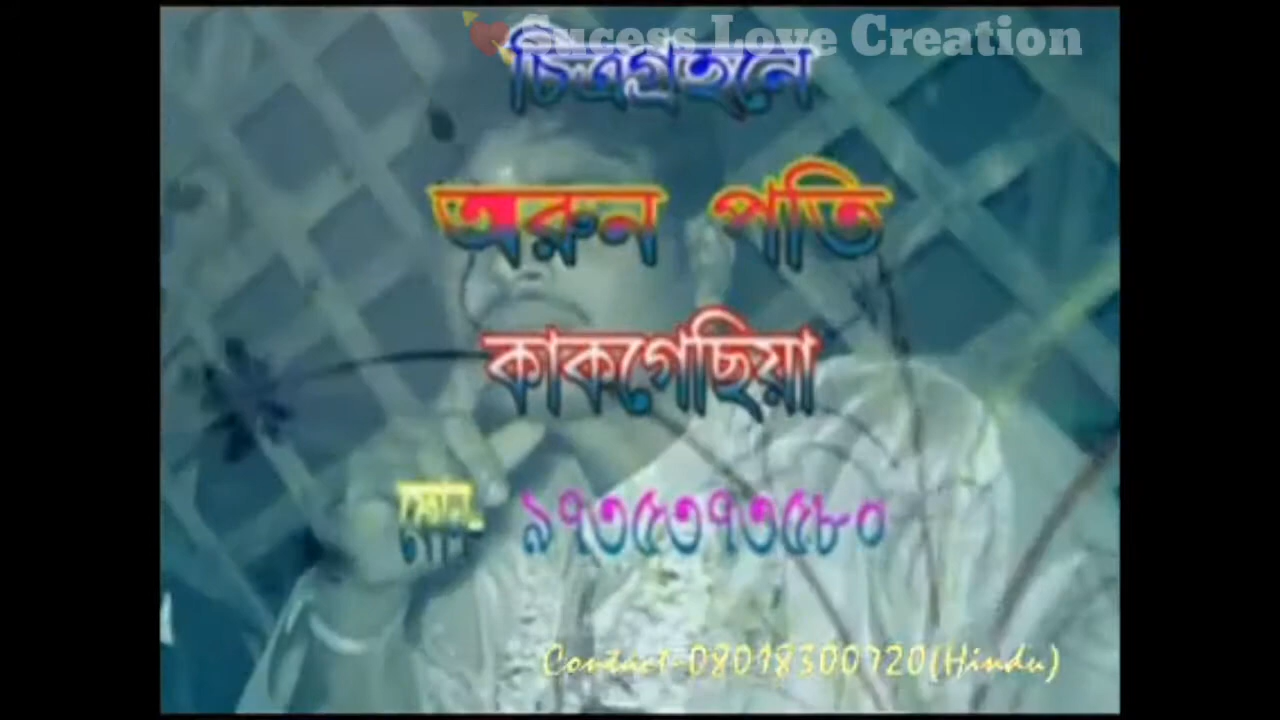 Sucess Love Creation
চিত্রগ্রহনে
অরুন পতি
কাকগেছিয়া
ফোন- ৯৭৩৫৩৭৩৫৮০
Contact-08018300720(Hindu)